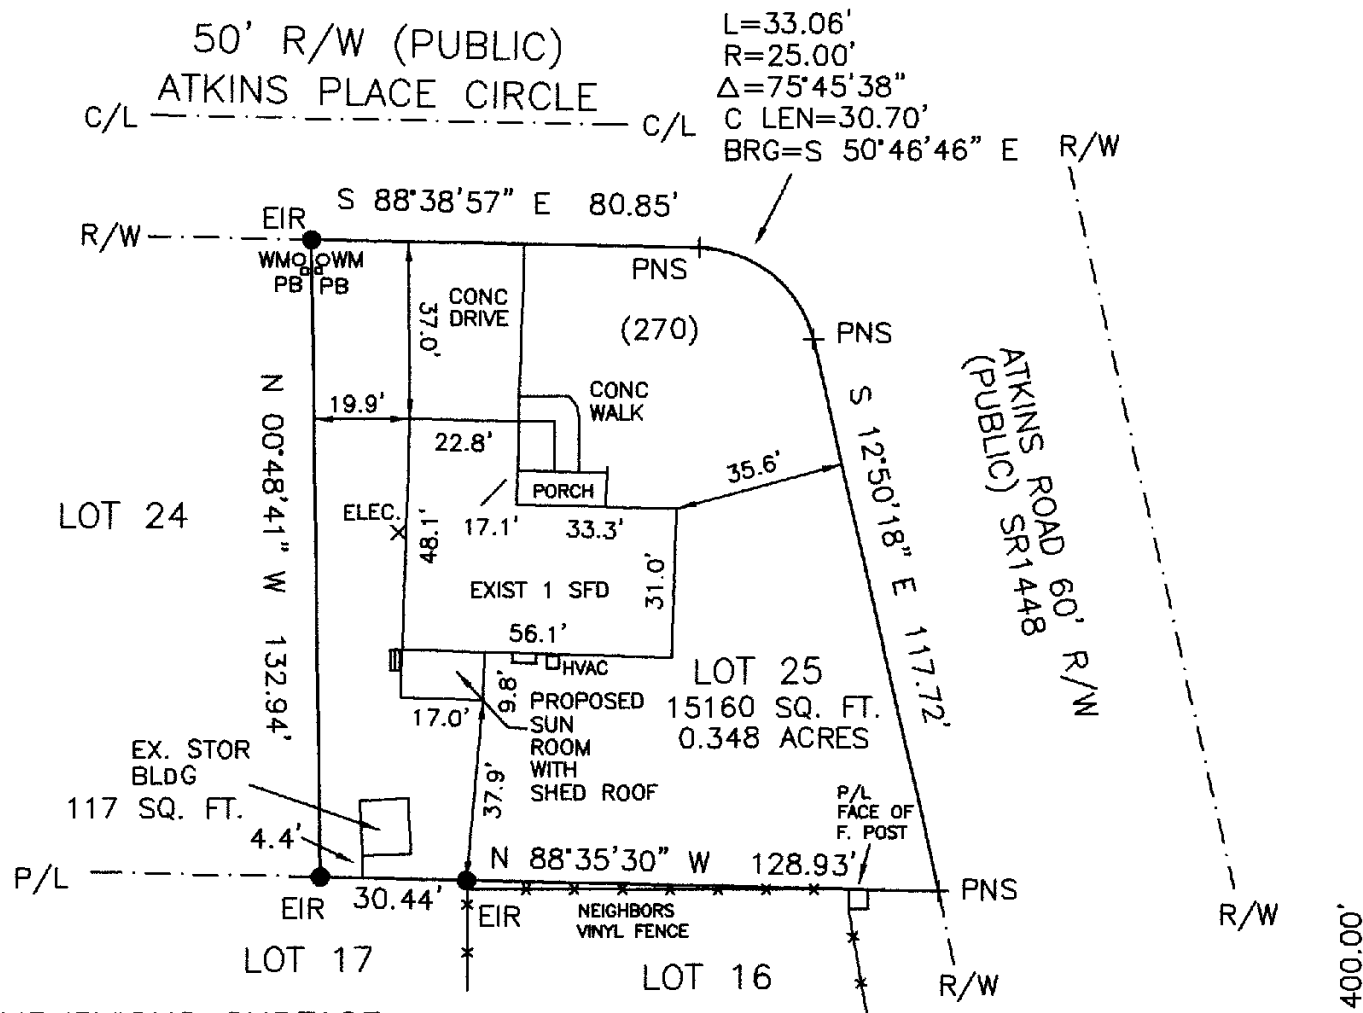 50' R/W (PUBLIC)
ATKINS PLACE CIRCLE
C/L
C/L
L=33.06'
R=25.00'
Δ=75°45'38"
C LEN=30.70'
BRG=S 50°46'46" E
R/W
S 88°38'57" E 80.85'
EIR
R/W
WM
WM
PB
PB
PNS
CONC
DRIVE
37.0'
(270)
PNS
ATKINS ROAD 60' R/W
(PUBLIC) SR1448
N 00°48'41" W 132.94'
19.9'
22.8'
CONC
WALK
S 12°50'18" E 117.72'
35.6'
PORCH
LOT 24
ELEC.
48.1'
17.1'
33.3'
EXIST 1 SFD
31.0'
56.1'
HVAC
LOT 25
15160 SQ. FT.
0.348 ACRES
9.8'
17.0'
PROPOSED
SUN
ROOM
WITH
SHED ROOF
37.9'
EX. STOR
BLDG
117 SQ. FT.
4.4'
P/L
FACE OF
F. POST
P/L
N 88°35'30" W 128.93'
PNS
EIR
30.44'
EIR
NEIGHBORS
VINYL FENCE
R/W
LOT 17
LOT 16
R/W
400.00'